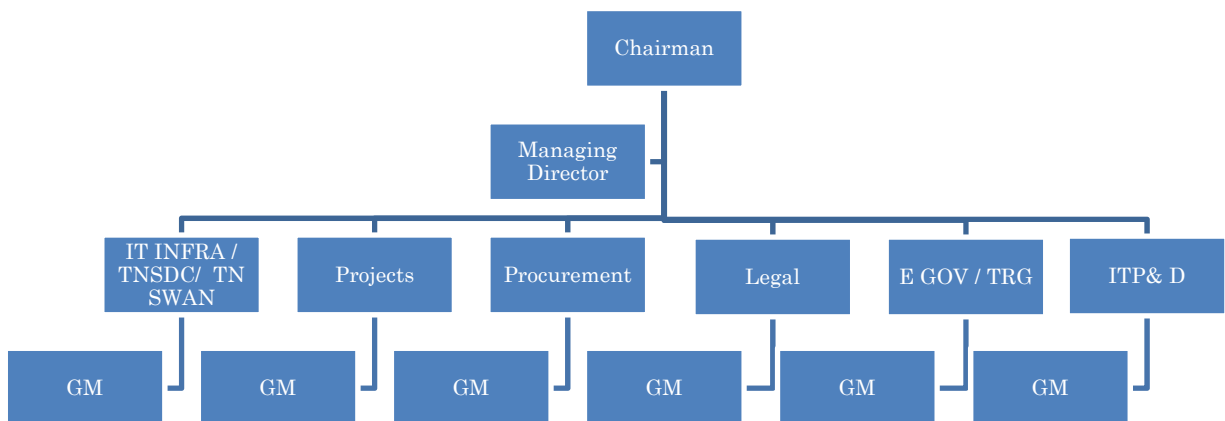 Chairman
Managing
Director
IT INFRA /
TNSDC/ TN
SWAN
Projects
Procurement
Legal
E GOV / TRG
ITP& D
GM
GM
GM
GM
GM
GM